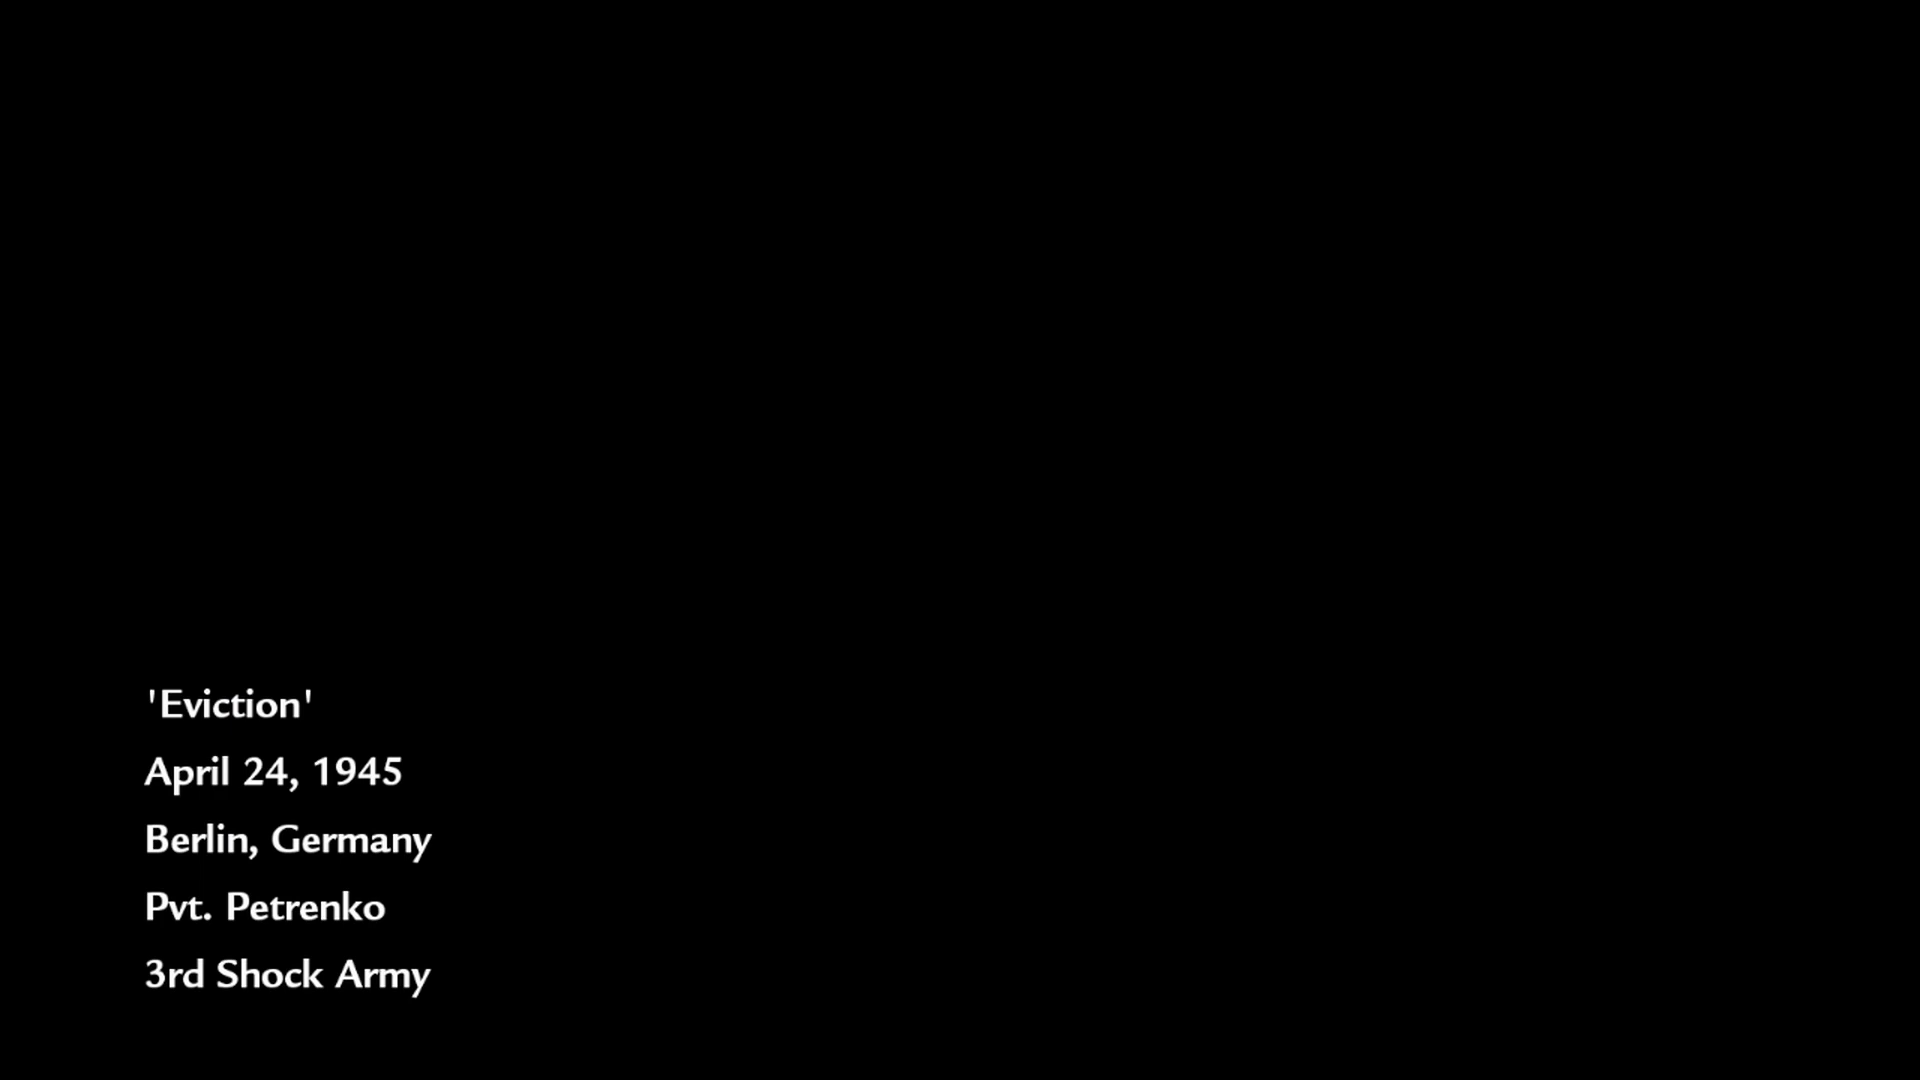 'Eviction'
April 24, 1945
Berlin, Germany
Pvt. Petrenko
3rd Shock Army